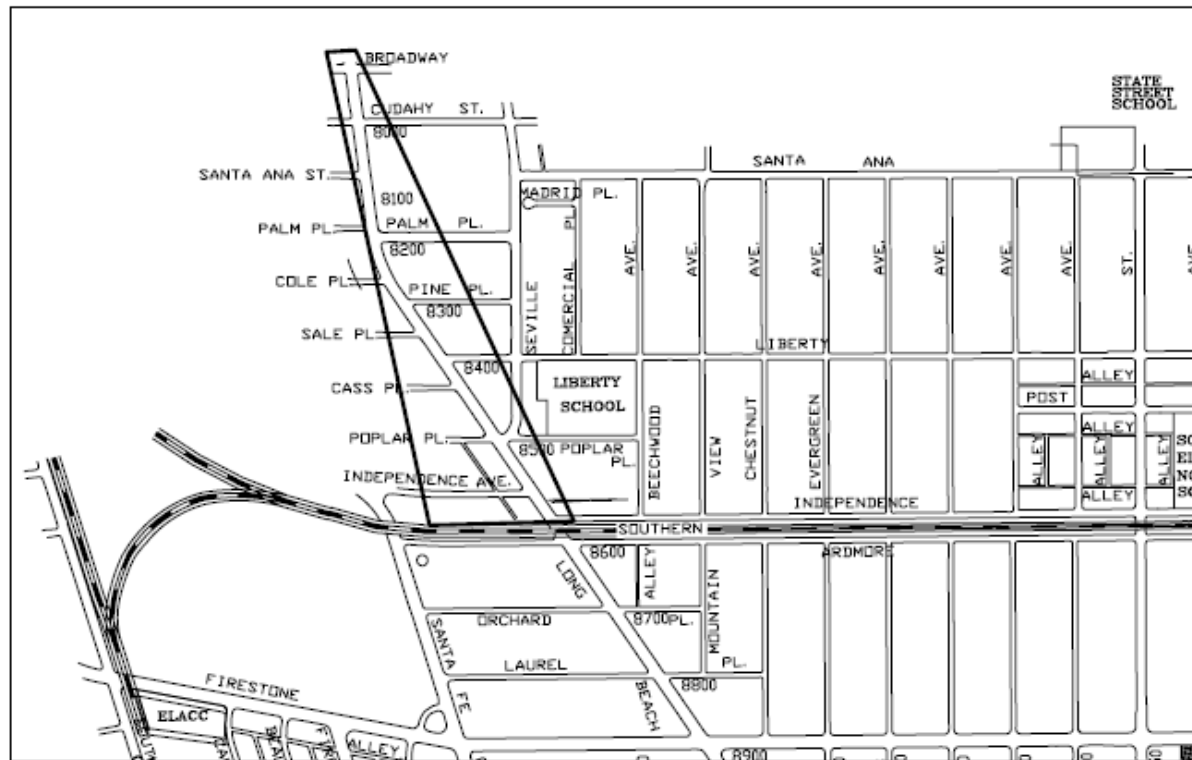 BROADWAY
STATE
STREET
SCHOOL
CUDAHY ST.
8000
SANTA ANA
SANTA ANA ST.
MADRID PL.
8100
PALM PL.
PALM PL.
8200
AVE.
AVE.
AVE.
AVE.
AVE.
AVE.
AVE.
AVE.
ST.
COLE PL.
PINE PL.
8300
SEVILLE
COMERCIAL PL.
SALE PL.
LIBERTY
8400
CASS PL.
LIBERTY
SCHOOL
ALLEY
POST
BEECHWOOD
VIEW
CHESTNUT
EVERGREEN
ALLEY
POPLAR PL.
8500 POPLAR
PL.
ALLEY
ALLEY
ALLEY
INDEPENDENCE AVE.
ALLEY
INDEPENDENCE
SOUTHERN
8600
ARDMORE
ALLEY
LONG
MOUNTAIN
ORCHARD
8700PL.
SANTA
LAUREL
PL.
FIRESTONE
8800
FE
BEACH
ELACC
ALLEY
8900